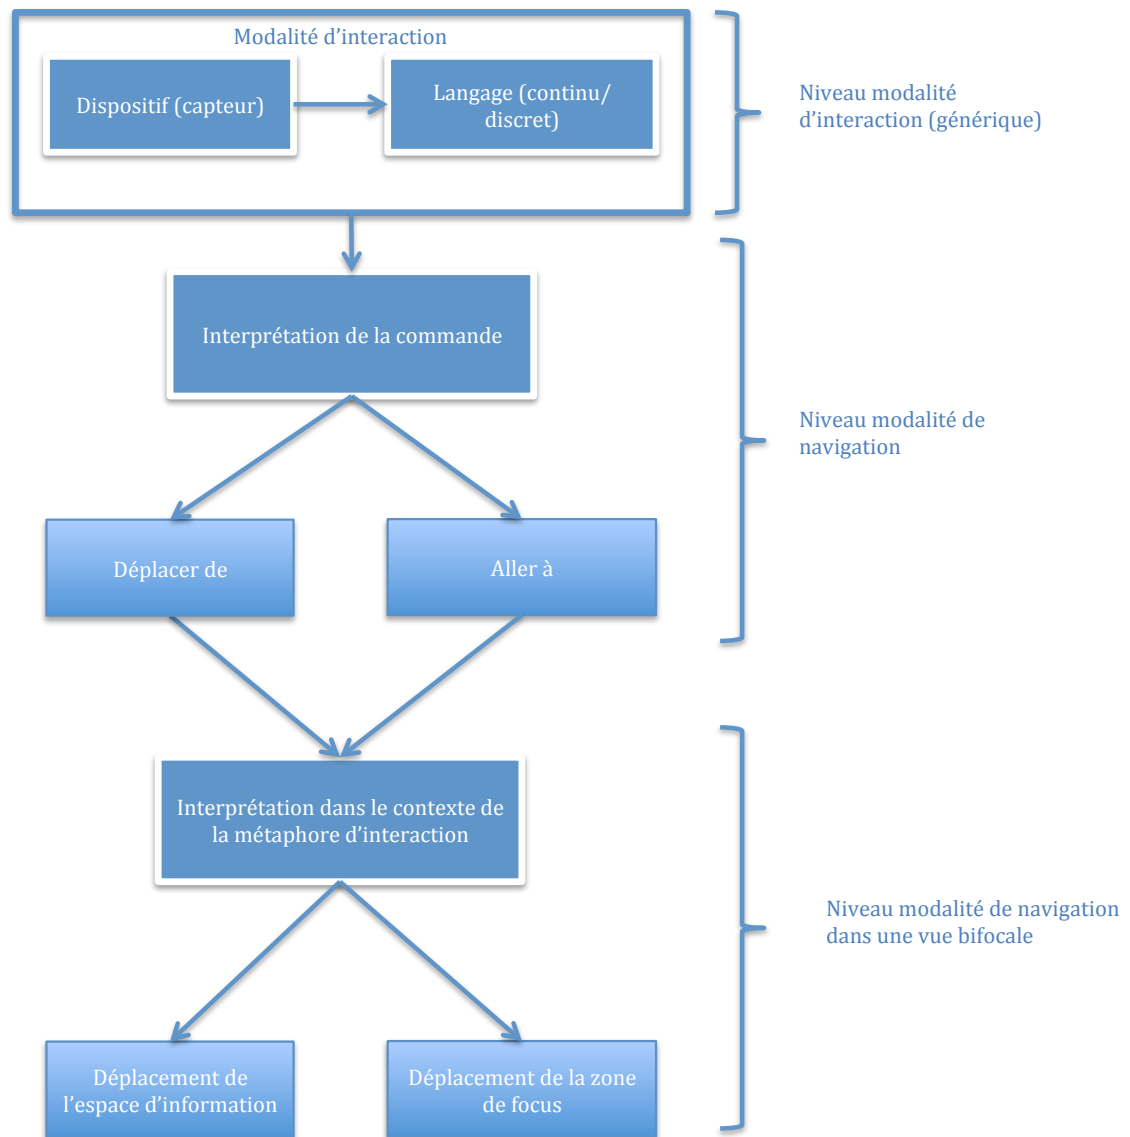 Modalité d’interaction
Dispositif (capteur)
Langage (continu/
discret)
Niveau modalité
d’interaction (générique)
Interprétation de la commande
Niveau modalité de
navigation
Déplacer de
Aller à
Interprétation dans le contexte de
la métaphore d’interaction
Niveau modalité de navigation
dans une vue bifocale
Déplacement de
l’espace d’information
Déplacement de la zone
de focus